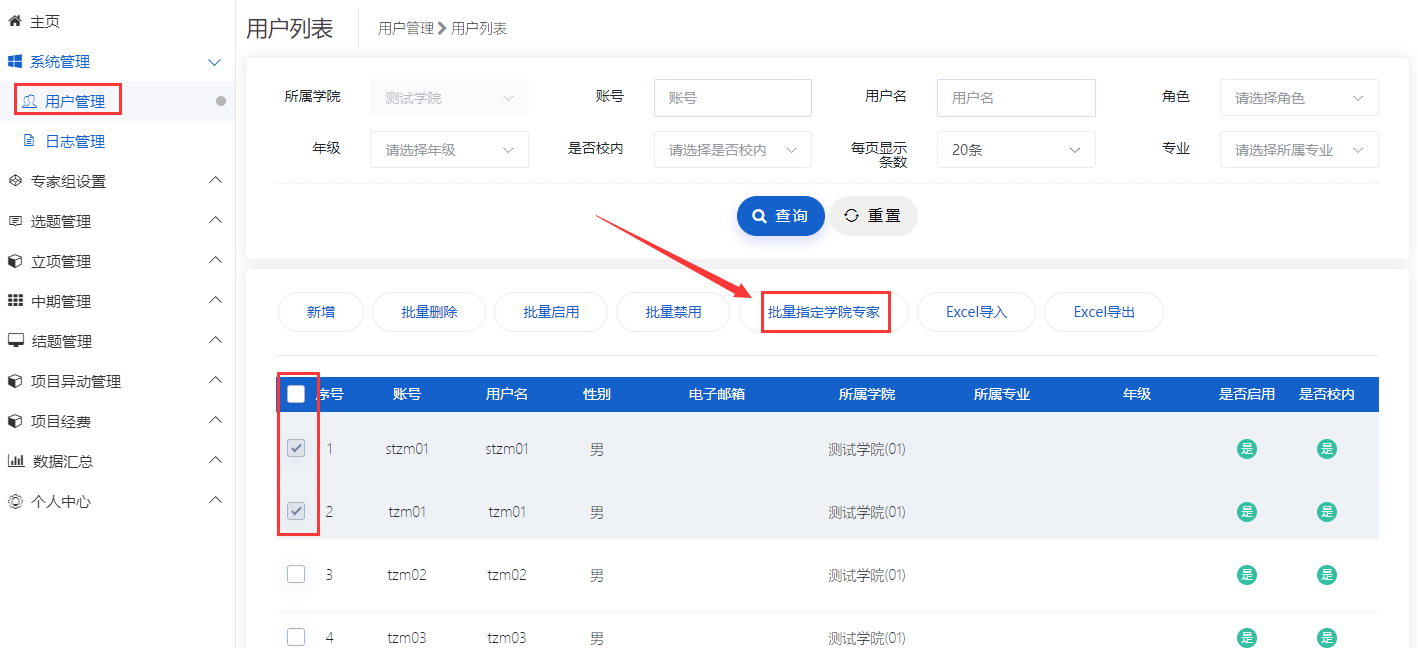 主页
系统管理
用户管理
日志管理
专家组设置
选题管理
立项管理
中期管理
结题管理
项目异动管理
项目经费
数据汇总
个人中心
用户列表 用户管理 用户列表
所属学院 测试学院 账号 账号 用户名 用户名 角色 请选择角色
年级 请选择年级 是否校内 请选择是否校内 每页显示 20条 专业 请选择所属专业
条数
查询 重置
新增 批量删除 批量启用 批量禁用 批量指定学院专家 Excel导入 Excel导出
序号 账号 用户名 性别 电子邮箱 所属学院 所属专业 年级 是否启用 是否校内
1 stzm01 stzm01 男 测试学院(01) 是 是
2 tzm01 tzm01 男 测试学院(01) 是 是
3 tzm02 tzm02 男 测试学院(01) 是 是
4 tzm03 tzm03 男 测试学院(01) 是 是